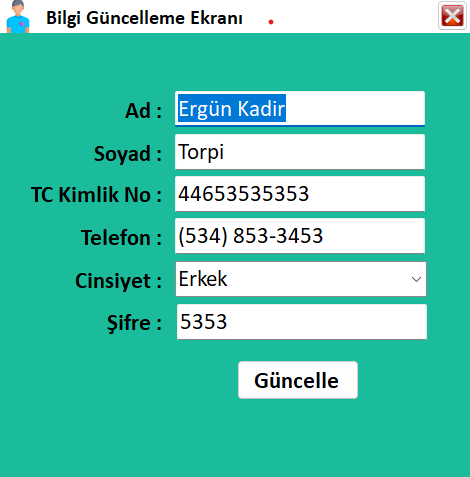 Bilgi Güncelleme Ekranı
Ad : Ergün Kadir
Soyad : Torpi
TC Kimlik No : 44653535353
Telefon : (534) 853-3453
Cinsiyet : Erkek
Şifre : 5353
Güncelle